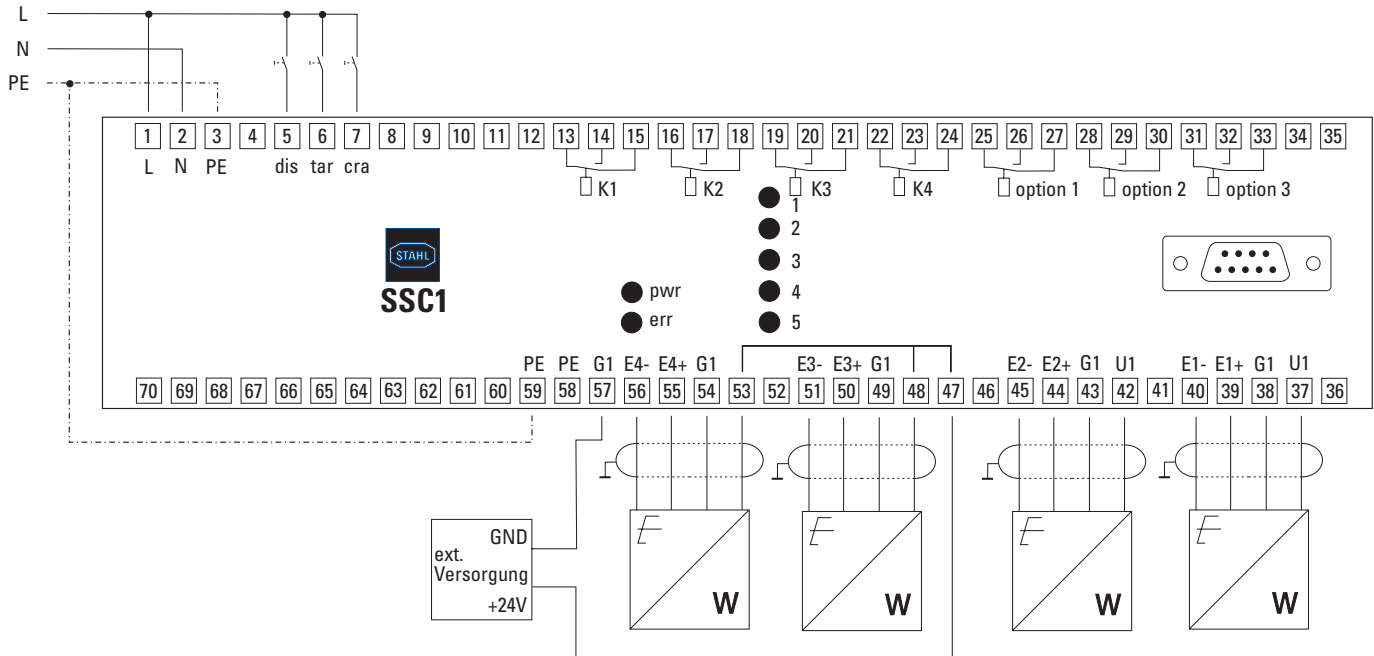 L
N
PE
1 2 3 4 5 6 7 8 9 10 11 12 13 14 15 16 17 18 19 20 21 22 23 24 25 26 27 28 29 30 31 32 33 34 35
L N PE dis tar cra
K1 K2 K3 K4 option 1 option 2 option 3
1
2
3
4
5
STAHL
SSC1
pwr
err
PE PE G1 E4- E4+ G1 E3- E3+ G1 E2- E2+ G1 U1 E1- E1+ G1 U1
70 69 68 67 66 65 64 63 62 61 60 59 58 57 56 55 54 53 52 51 50 49 48 47 46 45 44 43 42 41 40 39 38 37 36
GND
ext.
Versorgung
+24V
F W
F W
F W
F W